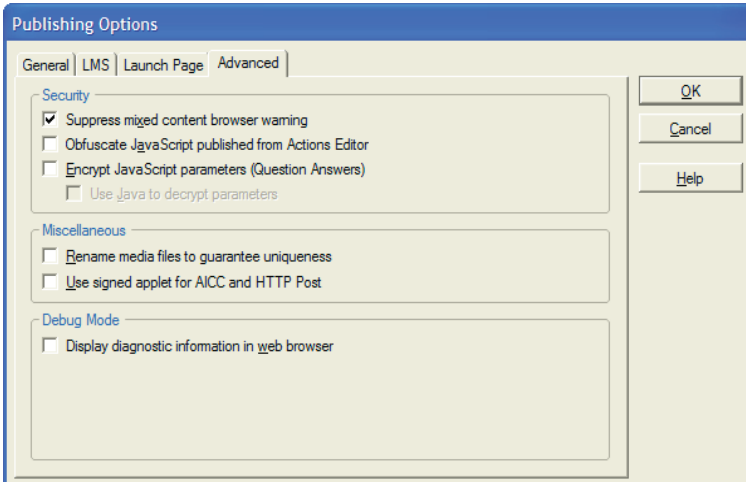 Publishing Options
General LMS Launch Page Advanced
Security
Suppress mixed content browser warning
Obfuscate JavaScript published from Actions Editor
Encrypt JavaScript parameters (Question Answers)
Use Java to decrypt parameters
Miscellaneous
Rename media files to guarantee uniqueness
Use signed applet for AICC and HTTP Post
Debug Mode
Display diagnostic information in web browser
OK
Cancel
Help